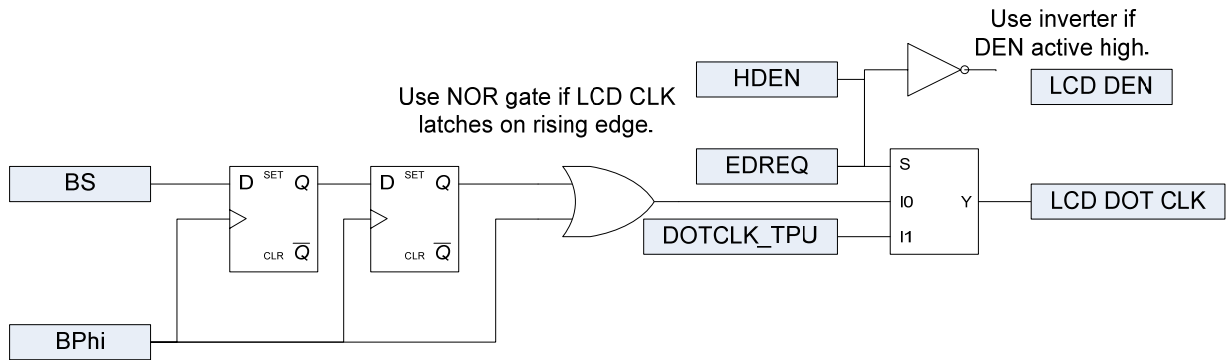 Use inverter if
DEN active high.
HDEN
LCD DEN
Use NOR gate if LCD CLK
latches on rising edge.
BS
D SET Q
CLR Q̅
D SET Q
CLR Q̅
EDREQ
S
I0 Y
I1
LCD DOT CLK
DOTCLK_TPU
BPhi